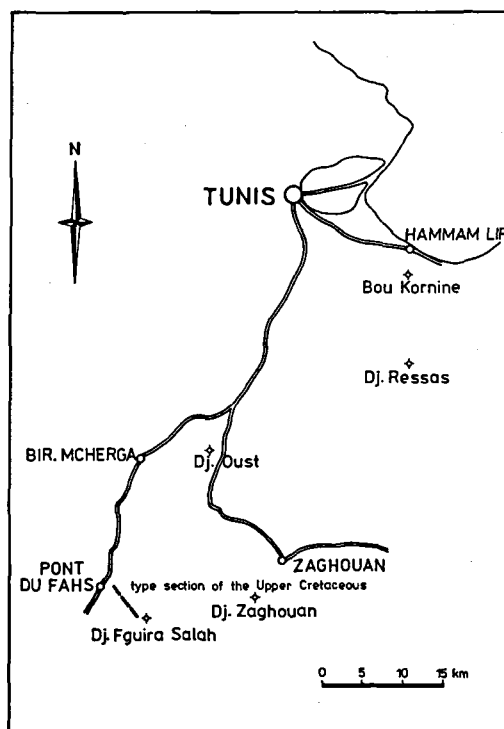 N
TUNIS
HAMMAM LIF
Bou Kornine
Dj. Ressas
BIR. MCHERGA
Dj. Oust
PONT
DU FAHS
ZAGHOUAN
type section of the Upper Cretaceous
Dj. Zaghouan
Dj. Fguira Salah
0 5 10 15 km